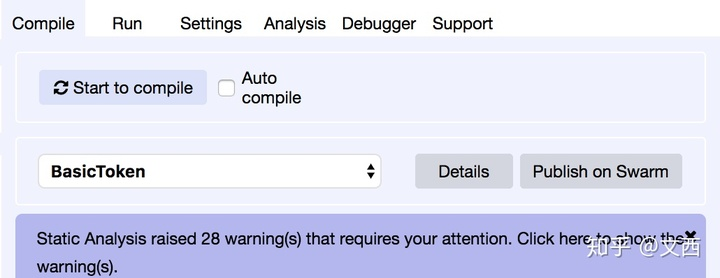 Compile Run Settings Analysis Debugger Support
Start to compile
Auto
compile
BasicToken
Details
Publish on Swarm
Static Analysis raised 28 warning(s) that requires your attention. Click here to show the
warning(s).
知乎 @文西